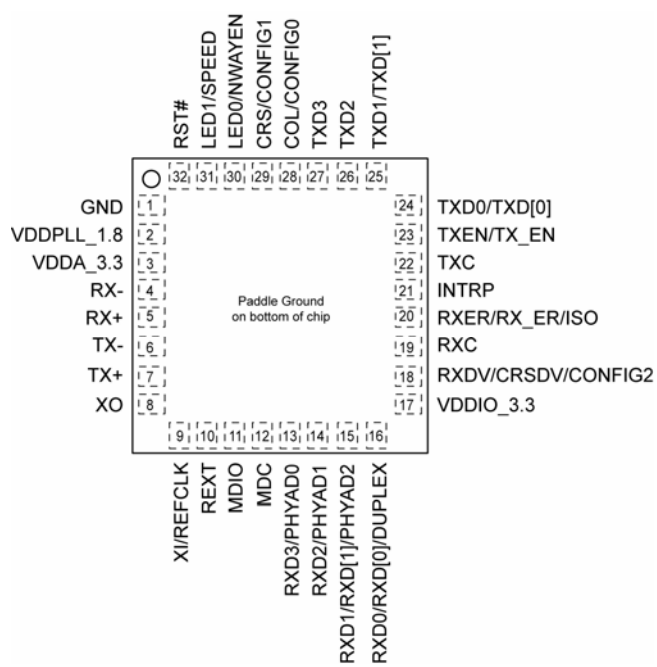 RST#
LED1/SPEED
LED0/NWAYEN
CRS/CONFIG1
COL/CONFIG0
TXD3
TXD2
TXD1/TXD[1]
32 31 30 29 28 27 26 25
GND 1
VDDPLL_1.8 2
VDDA_3.3 3
RX- 4
RX+ 5
TX- 6
TX+ 7
XO 8
Paddle Ground
on bottom of chip
24 TXD0/TXD[0]
23 TXEN/TX_EN
22 TXC
21 INTRP
20 RXER/RX_ER/ISO
19 RXC
18 RXDV/CRSDV/CONFIG2
17 VDDIO_3.3
9 10 11 12 13 14 15 16
XI/REFCLK
REXT
MDIO
MDC
RXD3/PHYAD0
RXD2/PHYAD1
RXD1/RXD[1]/PHYAD2
RXD0/RXD[0]/DUPLEX